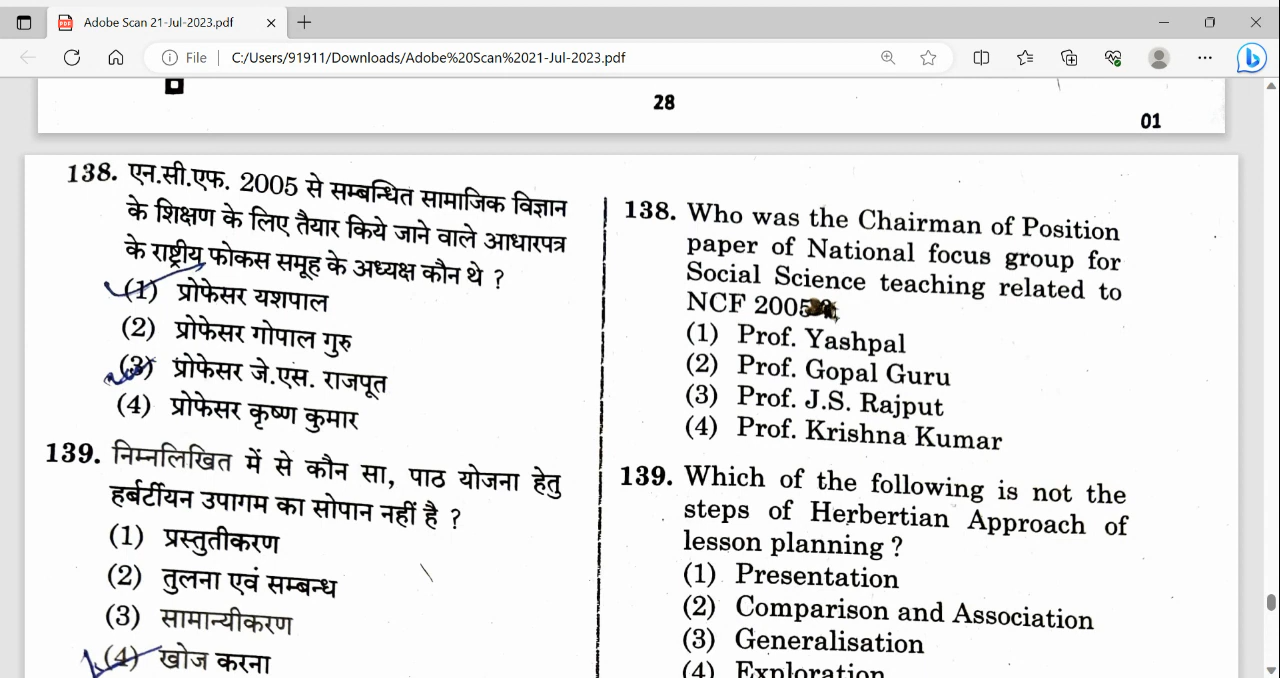 Adobe Scan 21-Jul-2023.pdf
File
C:/Users/91911/Downloads/Adobe%20Scan%2021-Jul-2023.pdf
28
01
138. एन.सी.एफ. 2005 से सम्बन्धित सामाजिक विज्ञान
के शिक्षण के लिए तैयार किये जाने वाले आधारपत्र
के राष्ट्रीय फोकस समूह के अध्यक्ष कौन थे ?
(1) प्रोफेसर यशपाल
(2) प्रोफेसर गोपाल गुरु
(3) प्रोफेसर जे.एस. राजपूत
(4) प्रोफेसर कृष्ण कुमार
139. निम्नलिखित में से कौन सा, पाठ योजना हेतु
हर्बर्टीयन उपागम का सोपान नहीं है ?
(1) प्रस्तुतीकरण
(2) तुलना एवं सम्बन्ध
(3) सामान्यीकरण
(4) खोज करना
138. Who was the Chairman of Position
paper of National focus group for
Social Science teaching related to
NCF 2005
(1) Prof. Yashpal
(2) Prof. Gopal Guru
(3) Prof. J.S. Rajput
(4) Prof. Krishna Kumar
139. Which of the following is not the
steps of Herbertian Approach of
lesson planning ?
(1) Presentation
(2) Comparison and Association
(3) Generalisation
(4) Exploration